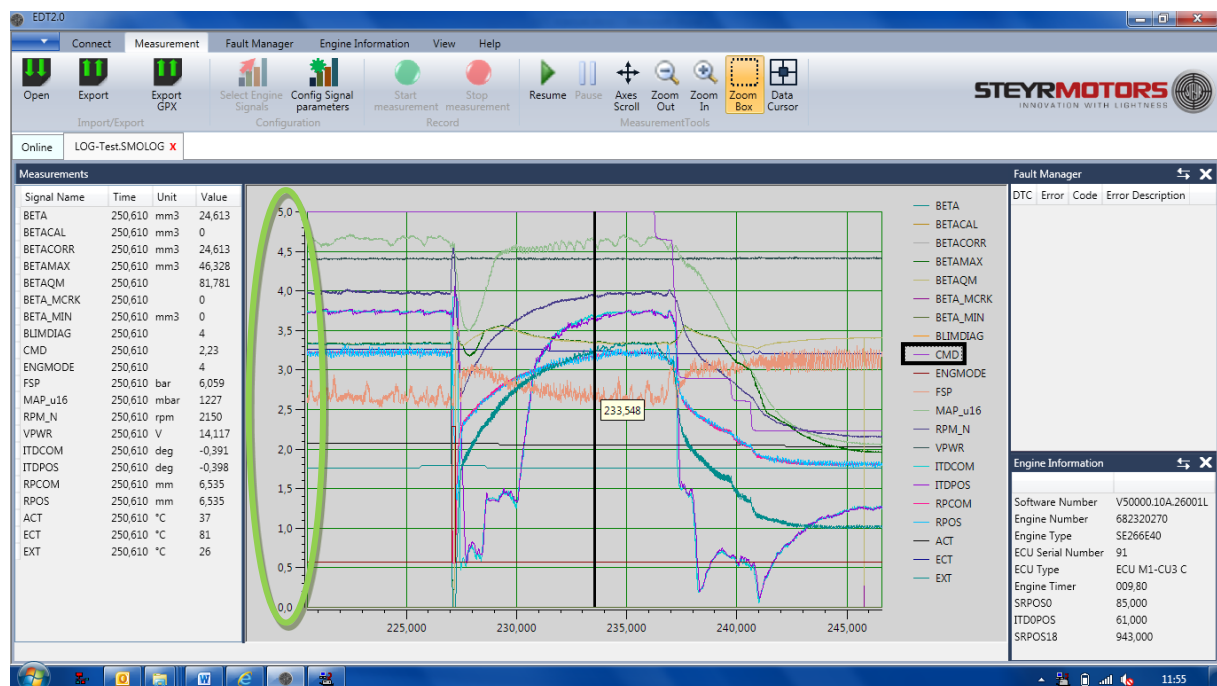 EDT2.0
Connect Measurement Fault Manager Engine Information View Help
Open Export Export GPX Select Engine Signals Config Signal parameters Start measurement Stop measurement Resume Pause Axes Scroll Zoom Out Zoom In Zoom Box Data Cursor
Import/Export Configuration Record MeasurementTools
STEYRMOTORS
INNOVATION WITH LIGHTNESS
Online LOG-Test.SMOLOG X
Measurements
Signal Name Time Unit Value
BETA 250,610 mm3 24,613
BETACAL 250,610 mm3 0
BETACORR 250,610 mm3 24,613
BETAMAX 250,610 mm3 46,328
BETAQM 250,610 81,781
BETA_MCRK 250,610 0
BETA_MIN 250,610 mm3 0
BLIMDIAG 250,610 4
CMD 250,610 2,23
ENGMODE 250,610 4
FSP 250,610 bar 6,059
MAP_u16 250,610 mbar 1227
RPM_N 250,610 rpm 2150
VPWR 250,610 V 14,117
ITDCOM 250,610 deg -0,391
ITDPOS 250,610 deg -0,398
RPCOM 250,610 mm 6,535
RPOS 250,610 mm 6,535
ACT 250,610 °C 37
ECT 250,610 °C 81
EXT 250,610 °C 26
5,0
4,5
4,0
3,5
3,0
2,5
2,0
1,5
1,0
0,5
0,0
233,548
225,000 230,000 235,000 240,000 245,000
BETA
BETACAL
BETACORR
BETAMAX
BETAQM
BETA_MCRK
BETA_MIN
BLIMDIAG
CMD
ENGMODE
FSP
MAP_u16
RPM_N
VPWR
ITDCOM
ITDPOS
RPCOM
RPOS
ACT
ECT
EXT
Fault Manager
DTC Error Code Error Description
Engine Information
Software Number V50000.10A.26001L
Engine Number 682320270
Engine Type SE266E40
ECU Serial Number 91
ECU Type ECU M1-CU3 C
Engine Timer 009,80
SRPOS0 85,000
ITD0POS 61,000
SRPOS18 943,000
11:55